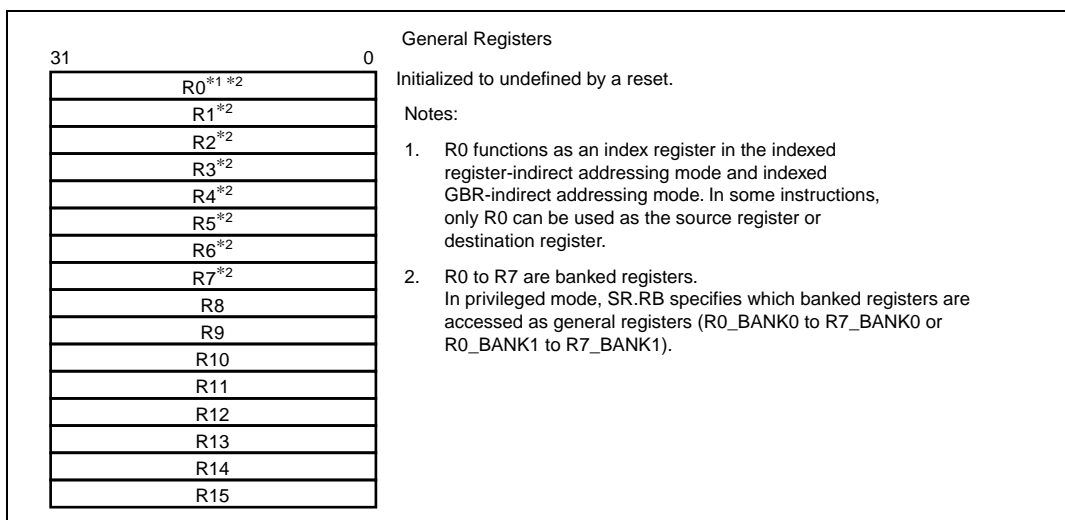 31 0
R0*1 *2
R1*2
R2*2
R3*2
R4*2
R5*2
R6*2
R7*2
R8
R9
R10
R11
R12
R13
R14
R15
General Registers
Initialized to undefined by a reset.
Notes:
1. R0 functions as an index register in the indexed
register-indirect addressing mode and indexed
GBR-indirect addressing mode. In some instructions,
only R0 can be used as the source register or
destination register.
2. R0 to R7 are banked registers.
In privileged mode, SR.RB specifies which banked registers are
accessed as general registers (R0_BANK0 to R7_BANK0 or
R0_BANK1 to R7_BANK1).